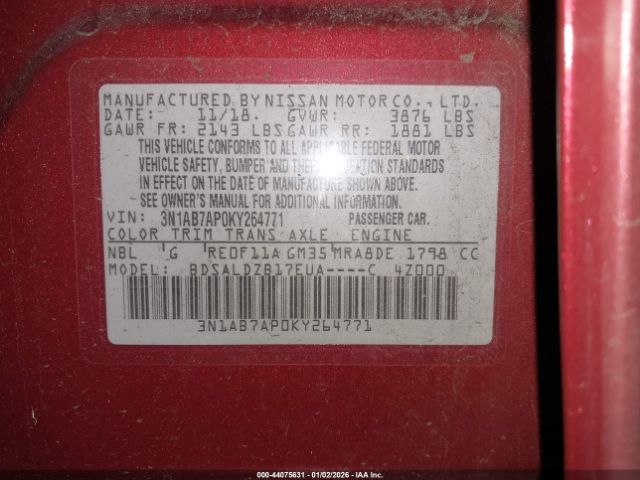 MANUFACTURED BY NISSAN MOTOR CO., LTD.
DATE: 11/18. GVWR: 3876 LBS
GAWR FR: 2143 LBS GAWR RR: 1881 LBS
THIS VEHICLE CONFORMS TO ALL APPLICABLE FEDERAL MOTOR
VEHICLE SAFETY, BUMPER AND THEFT PREVENTION STANDARDS
IN EFFECT ON THE DATE OF MANUFACTURE SHOWN ABOVE.
SEE OWNER'S MANUAL FOR ADDITIONAL INFORMATION.
VIN: 3N1AB7AP0KY264771 PASSENGER CAR.
COLOR TRIM TRANS AXLE ENGINE
NBL G RE0F11A GM35 MRA8DE 1798 CC
MODEL: BDSALDZB17EUA----C 4Z000
3N1AB7AP0KY264771
000-44075631 - 01/02/2026 - IAA Inc.